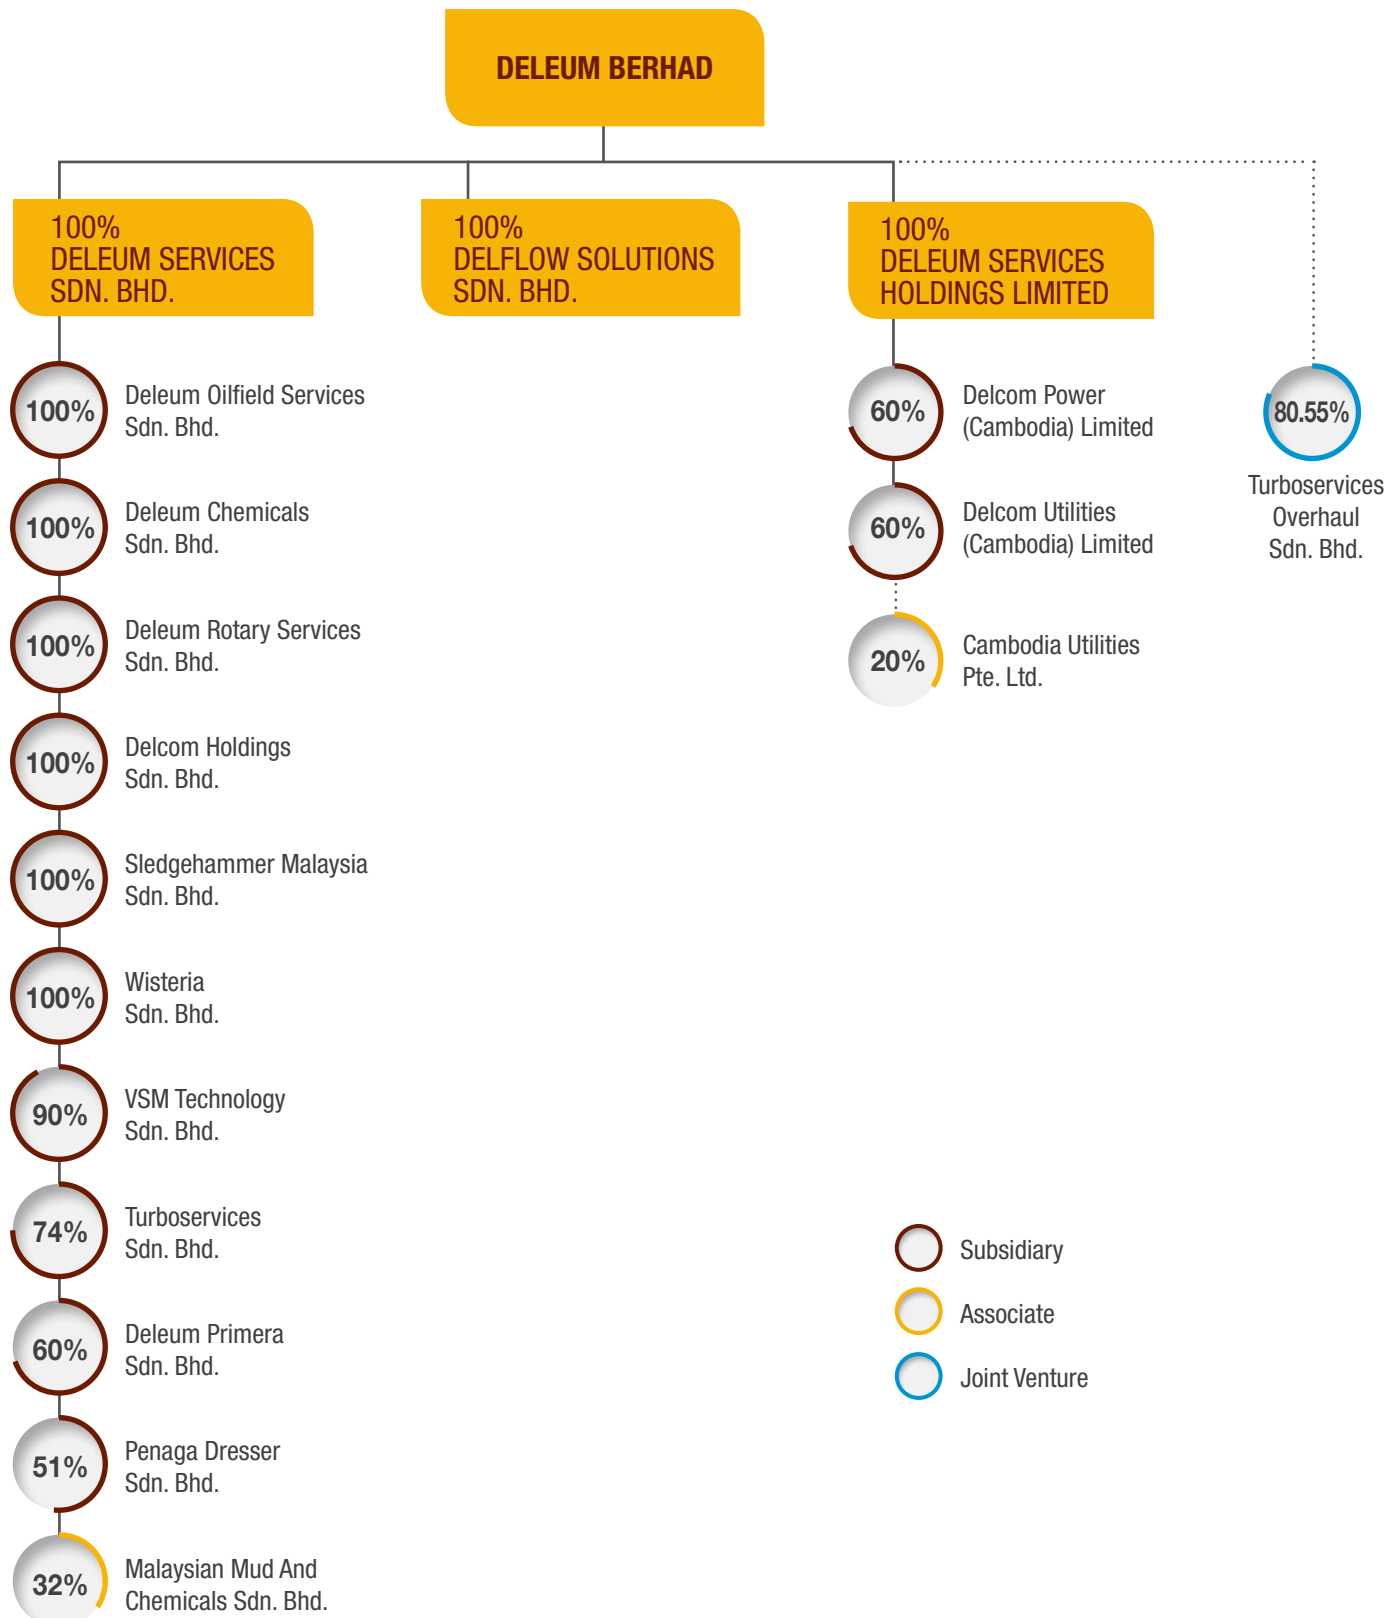 DELEUM BERHAD
100%
DELEUM SERVICES
SDN. BHD.
100%
DELFLOW SOLUTIONS
SDN. BHD.
100%
DELEUM SERVICES
HOLDINGS LIMITED
100%
Deleum Oilfield Services
Sdn. Bhd.
100%
Deleum Chemicals
Sdn. Bhd.
100%
Deleum Rotary Services
Sdn. Bhd.
100%
Delcom Holdings
Sdn. Bhd.
100%
Sledgehammer Malaysia
Sdn. Bhd.
100%
Wisteria
Sdn. Bhd.
90%
VSM Technology
Sdn. Bhd.
74%
Turboservices
Sdn. Bhd.
60%
Deleum Primera
Sdn. Bhd.
51%
Penaga Dresser
Sdn. Bhd.
32%
Malaysian Mud And
Chemicals Sdn. Bhd.
60%
Delcom Power
(Cambodia) Limited
60%
Delcom Utilities
(Cambodia) Limited
20%
Cambodia Utilities
Pte. Ltd.
80.55%
Turboservices
Overhaul
Sdn. Bhd.
Subsidiary
Associate
Joint Venture